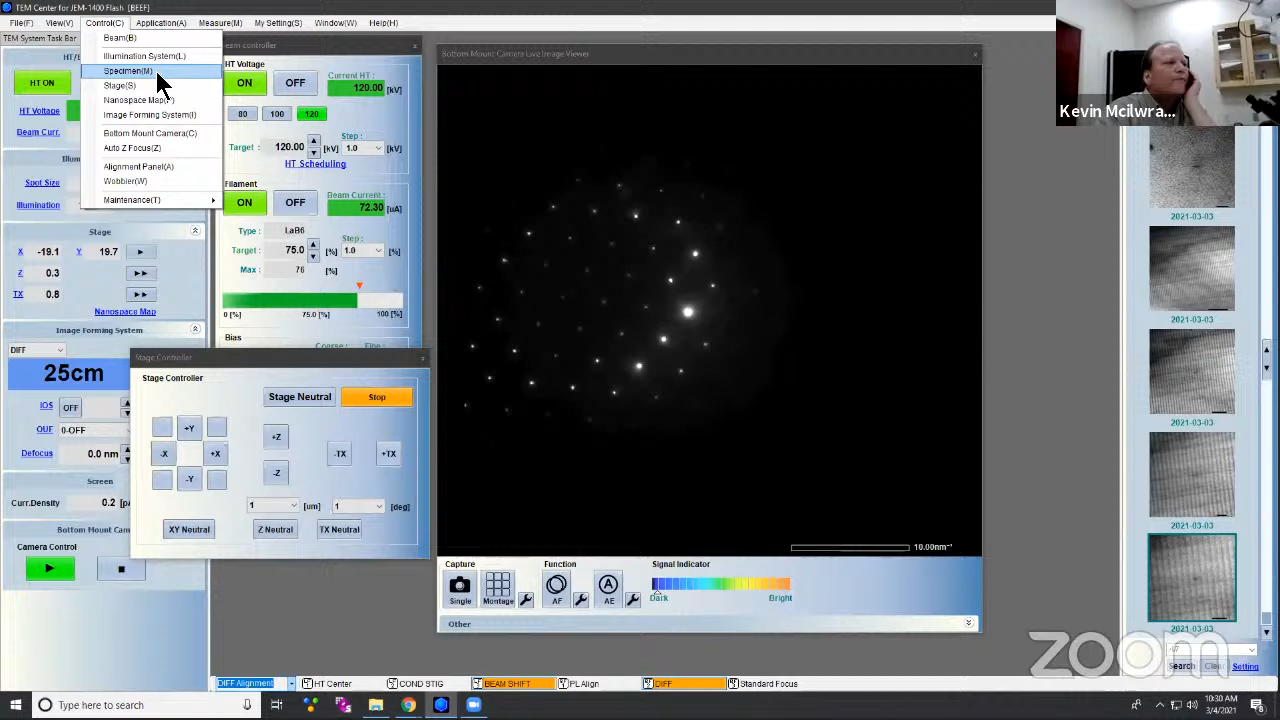 TEM Center for JEM-1400 Flash [BEEF]
File(F) View(V) Control(C) Application(A) Measure(M) My Setting(S) Window(W) Help(H)
TEM System Task Bar
HT ON
HT Voltage
Beam Curr.
Spot Size
Illumination
Stage
X -19.1 Y 19.7
Z 0.3
TX 0.8
Nanospace Map
Image Forming System
DIFF
25cm
IOS OFF
OUF 0-OFF
Defocus 0.0 nm
Screen
Curr.Density 0.2
Bottom Mount Cam
Camera Control
Beam(B)
Illumination System(L)
Specimen(M)
Stage(S)
Nanospace Map(P)
Image Forming System(I)
Bottom Mount Camera(C)
Auto Z Focus(Z)
Alignment Panel(A)
Wobbler(W)
Maintenance(T)
HT Voltage
ON OFF
Current HT:
120.00 [kV]
80 100 120
Target : 120.00 [kV]
Step :
1.0 [kV]
HT Scheduling
Filament
ON OFF
Beam Current:
72.30 [uA]
Type : LaB6
Target : 75.0 [%]
Step :
1.0 [%]
Max : 76 [%]
0 [%] 75.0 [%] 100 [%]
Bias
Coarse : Fine :
Stage Controller
Stage Controller
Stage Neutral Stop
+Y
-X +X
-Y
+Z
-Z
-TX +TX
1 [um] 1 [deg]
XY Neutral Z Neutral TX Neutral
Bottom Mount Camera Live Image Viewer
10.00nm⁻¹
Capture Function Signal Indicator
Single Montage AF AE
A
Dark Bright
Other
Kevin Mcilwra...
2021-03-03
2021-03-03
2021-03-03
2021-03-03
2021-03-03
Search Clear Setting
zoom
DIFF Alignment HT Center COND STIG BEAM SHIFT PL Align DIFF Standard Focus
Type here to search
10:30 AM
3/4/2021
8